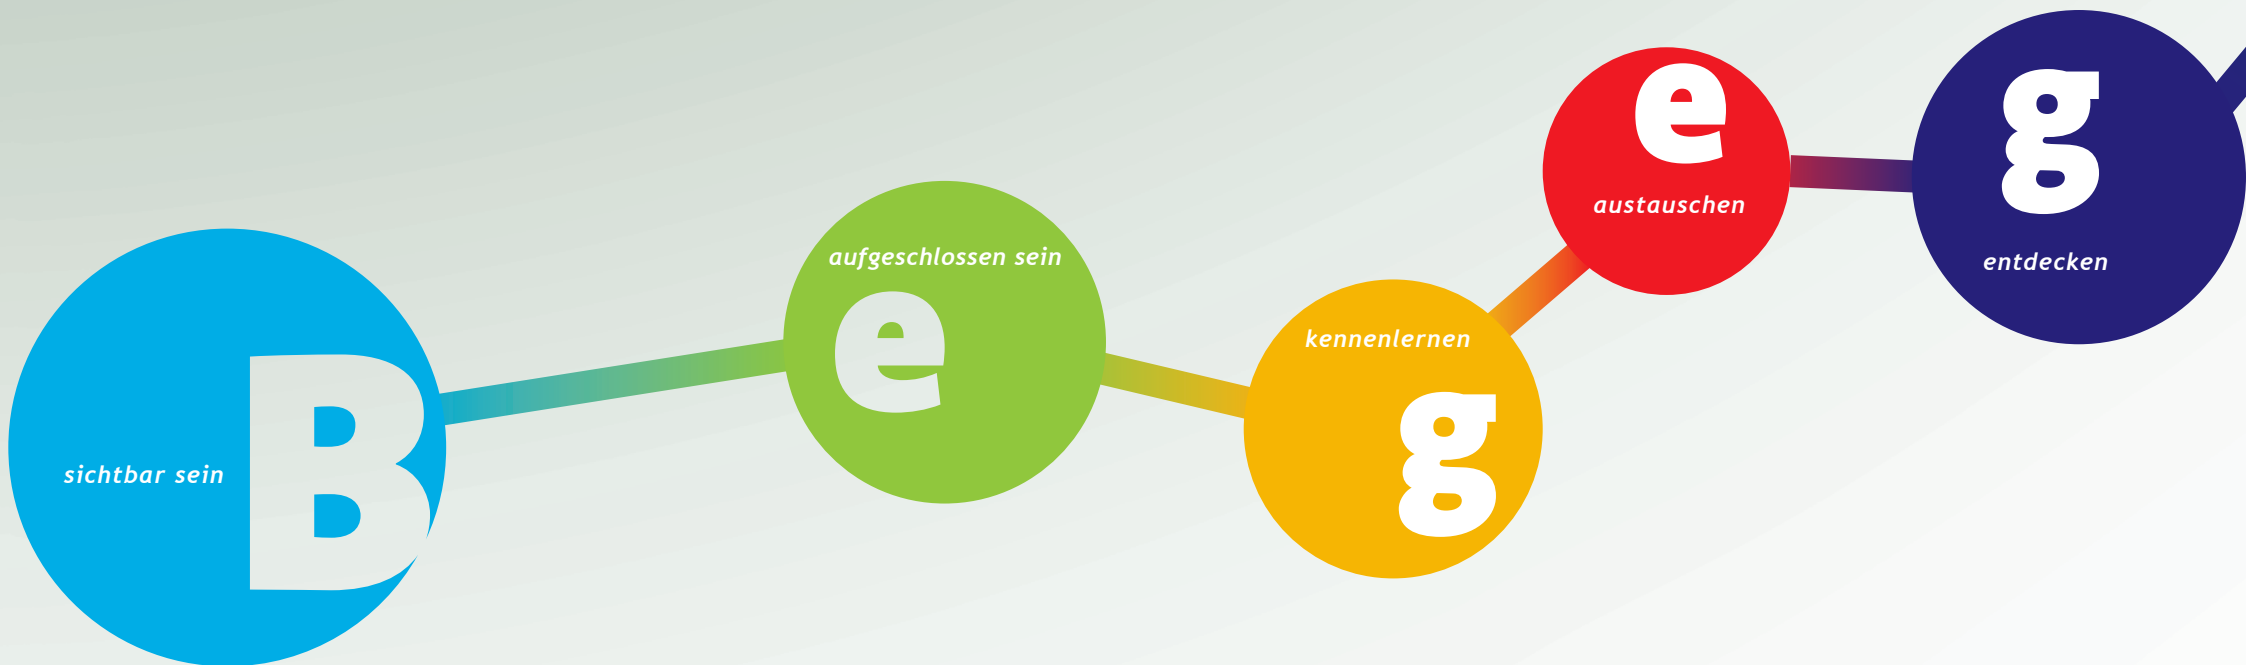 sichtbar sein
B
aufgeschlossen sein
e
kennenlernen
g
e
austauschen
g
entdecken